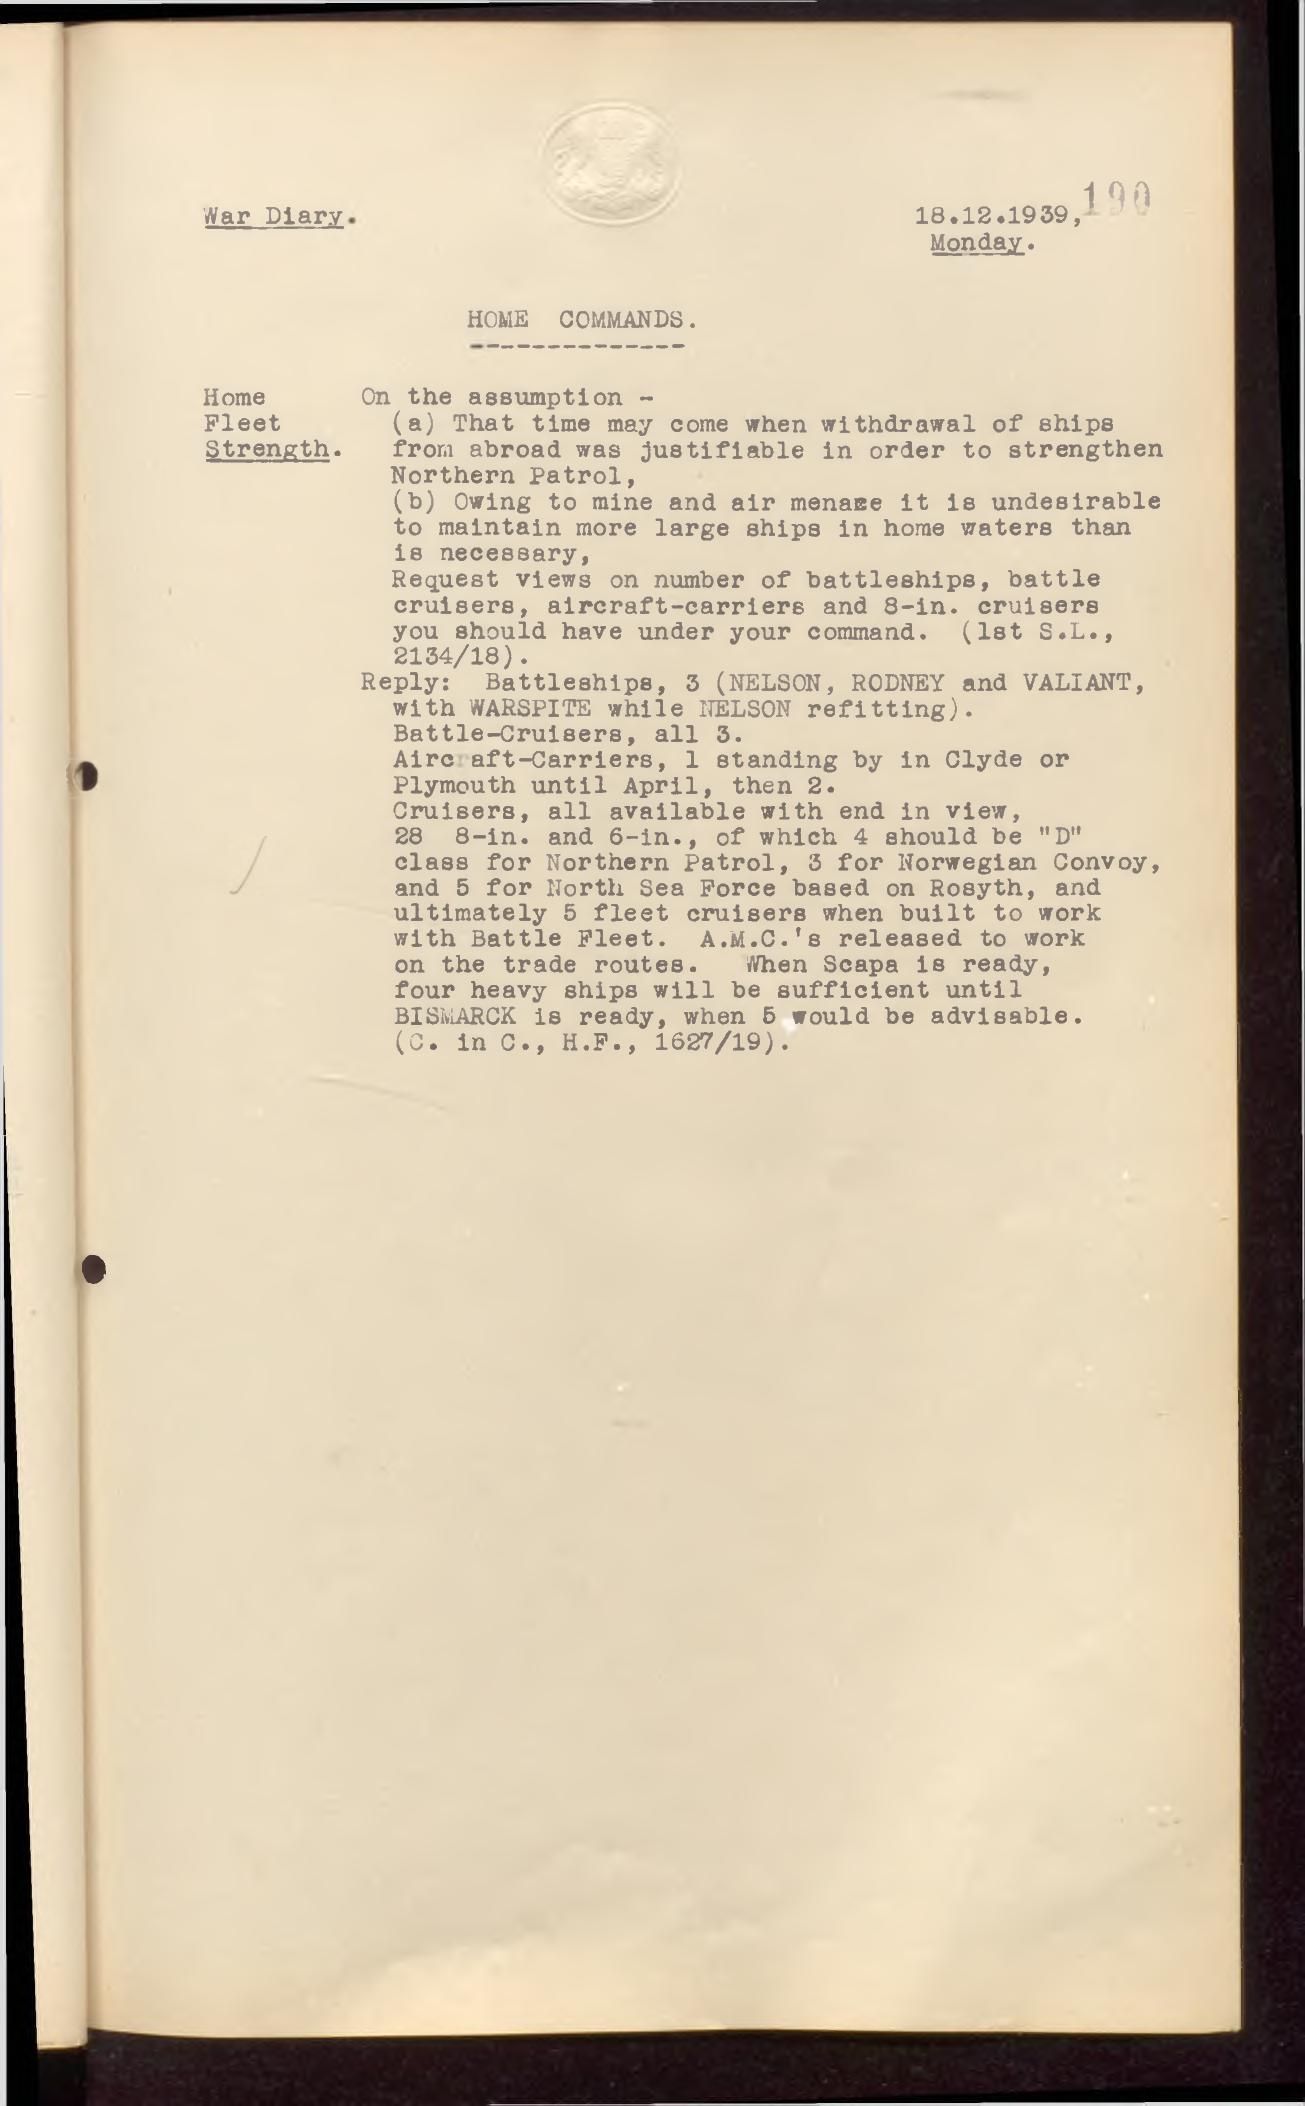 190
War Diary. 18.12.1939,
Monday.
HOME COMMANDS.
--------------
Home On the assumption -
Fleet (a) That time may come when withdrawal of ships
Strength. from abroad was justifiable in order to strengthen
Northern Patrol,
(b) Owing to mine and air menace it is undesirable
to maintain more large ships in home waters than
is necessary,
Request views on number of battleships, battle
cruisers, aircraft-carriers and 8-in. cruisers
you should have under your command. (1st S.L.,
2134/18).
Reply: Battleships, 3 (NELSON, RODNEY and VALIANT,
with WARSPITE while NELSON refitting).
Battle-Cruisers, all 3.
Aircraft-Carriers, 1 standing by in Clyde or
Plymouth until April, then 2.
Cruisers, all available with end in view,
28 8-in. and 6-in., of which 4 should be "D"
class for Northern Patrol, 3 for Norwegian Convoy,
and 5 for North Sea Force based on Rosyth, and
ultimately 5 fleet cruisers when built to work
with Battle Fleet. A.M.C.'s released to work
on the trade routes. When Scapa is ready,
four heavy ships will be sufficient until
BISMARCK is ready, when 5 would be advisable.
(C. in C., H.F., 1627/19).